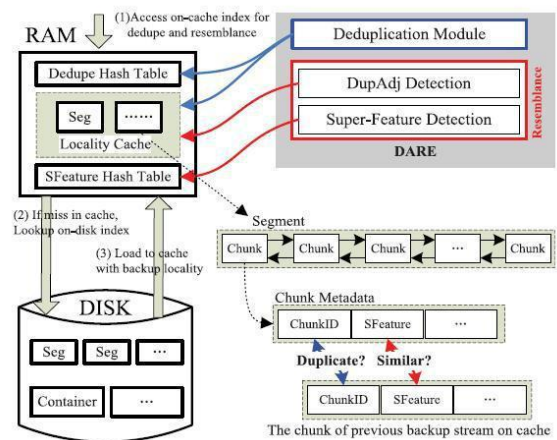 (1)Access on-cache index for
dedupe and resemblance
RAM
Dedupe Hash Table
Seg
......
Locality Cache
SFeature Hash Table
Deduplication Module
DupAdj Detection
Super-Feature Detection
Resemblance
DARE
(2) If miss in cache,
Lookup on-disk index
(3) Load to cache
with backup locality
Segment
Chunk
Chunk
Chunk
...
Chunk
DISK
Seg
Seg
...
Container
...
Chunk Metadata
ChunkID
SFeature
...
Duplicate?
Similar?
ChunkID
SFeature
...
The chunk of previous backup stream on cache